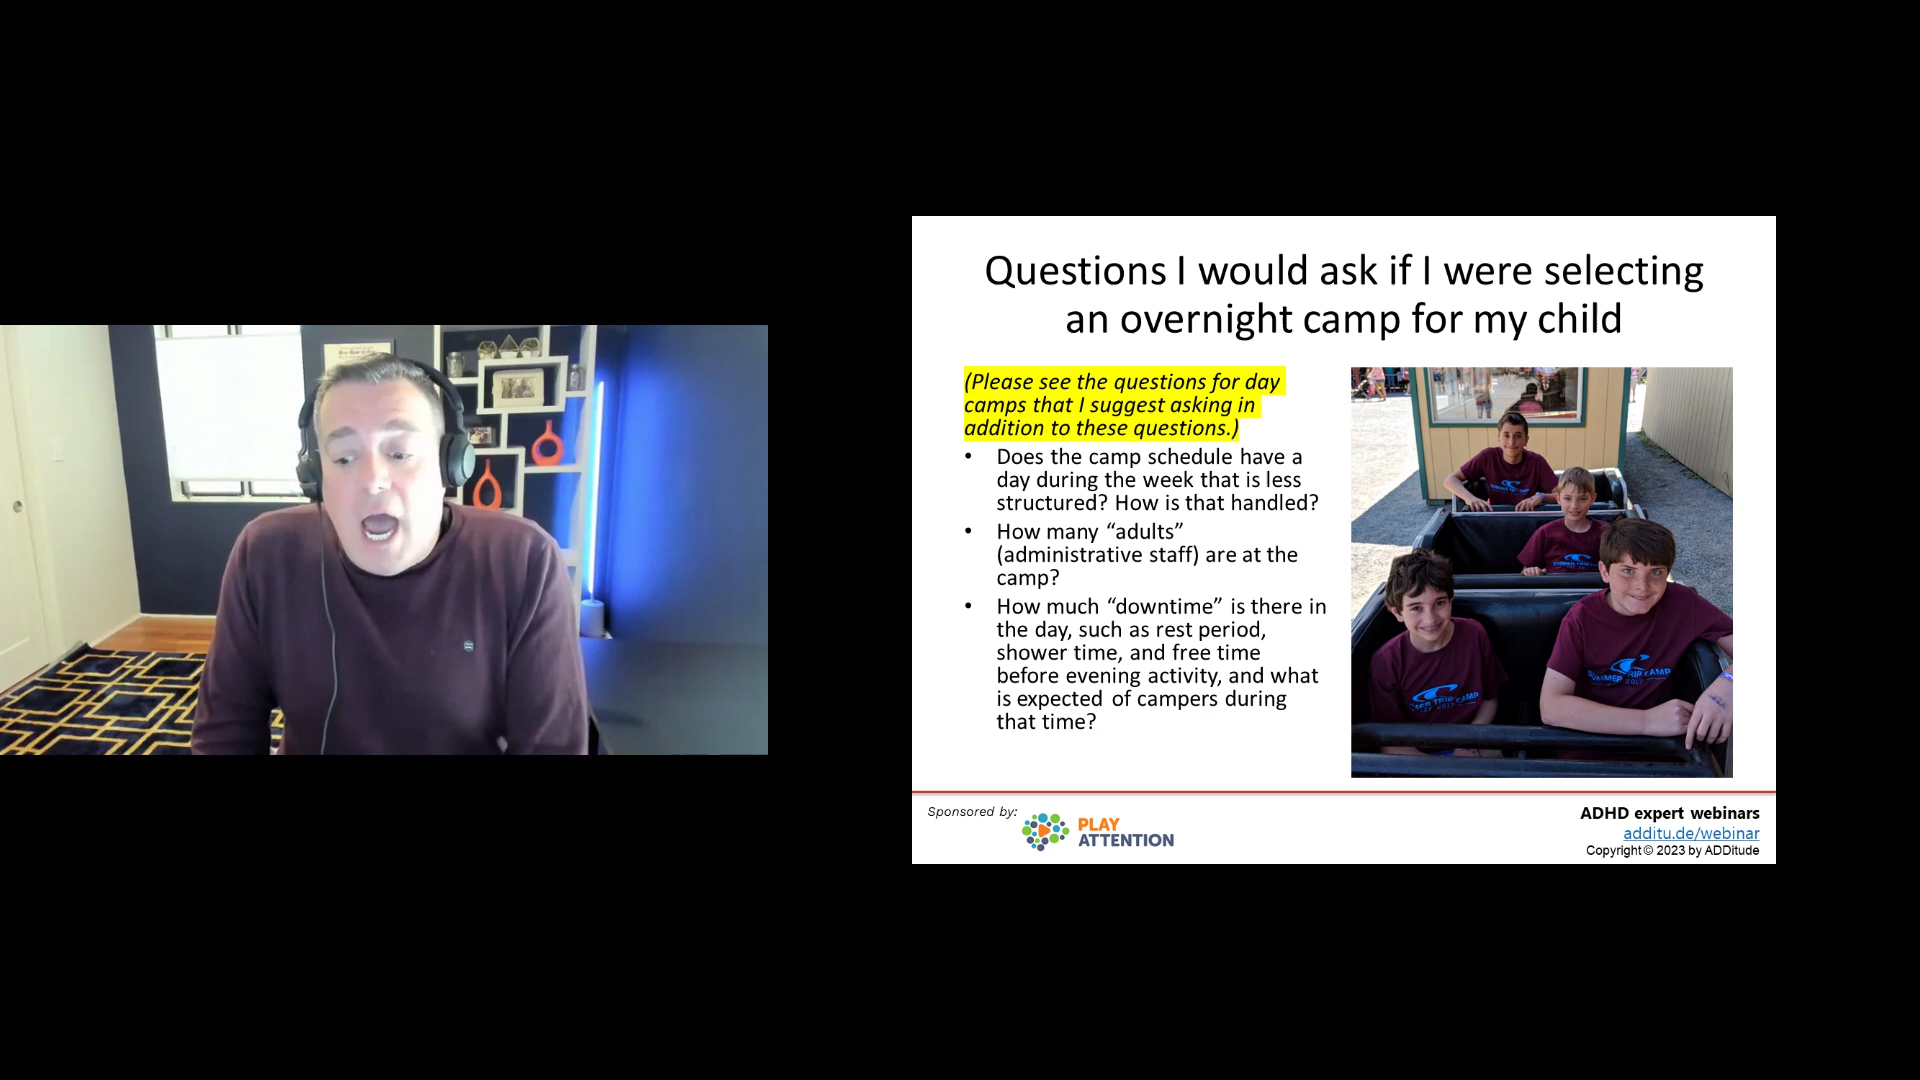 Questions I would ask if I were selecting
an overnight camp for my child
(Please see the questions for day
camps that I suggest asking in
addition to these questions.)
• Does the camp schedule have a
day during the week that is less
structured? How is that handled?
• How many “adults”
(administrative staff) are at the
camp?
• How much “downtime” is there in
the day, such as rest period,
shower time, and free time
before evening activity, and what
is expected of campers during
that time?
SUMMER TRIP CAMP
2017
Sponsored by:
PLAY
ATTENTION
ADHD expert webinars
additu.de/webinar
Copyright © 2023 by ADDitude